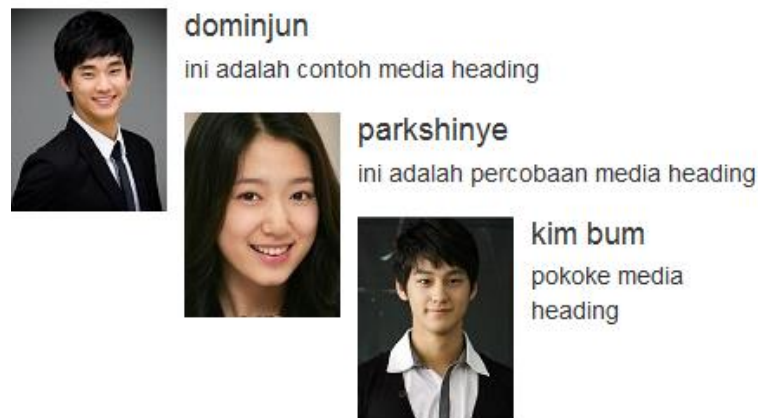 dominjun
ini adalah contoh media heading
parkshinye
ini adalah percobaan media heading
kim bum
pokoke media
heading